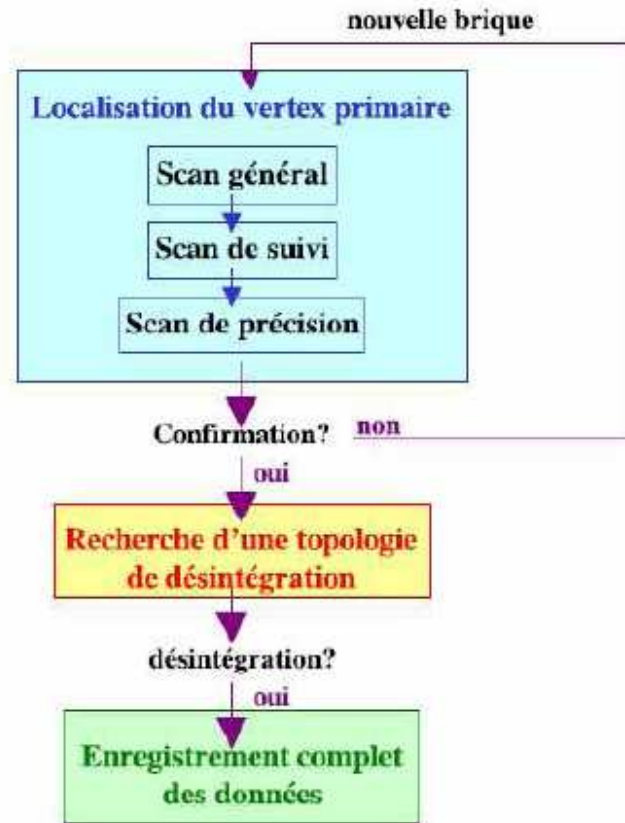 nouvelle brique
Localisation du vertex primaire
Scan général
Scan de suivi
Scan de précision
Confirmation? non
oui
Recherche d'une topologie
de désintégration
désintégration?
oui
Enregistrement complet
des données